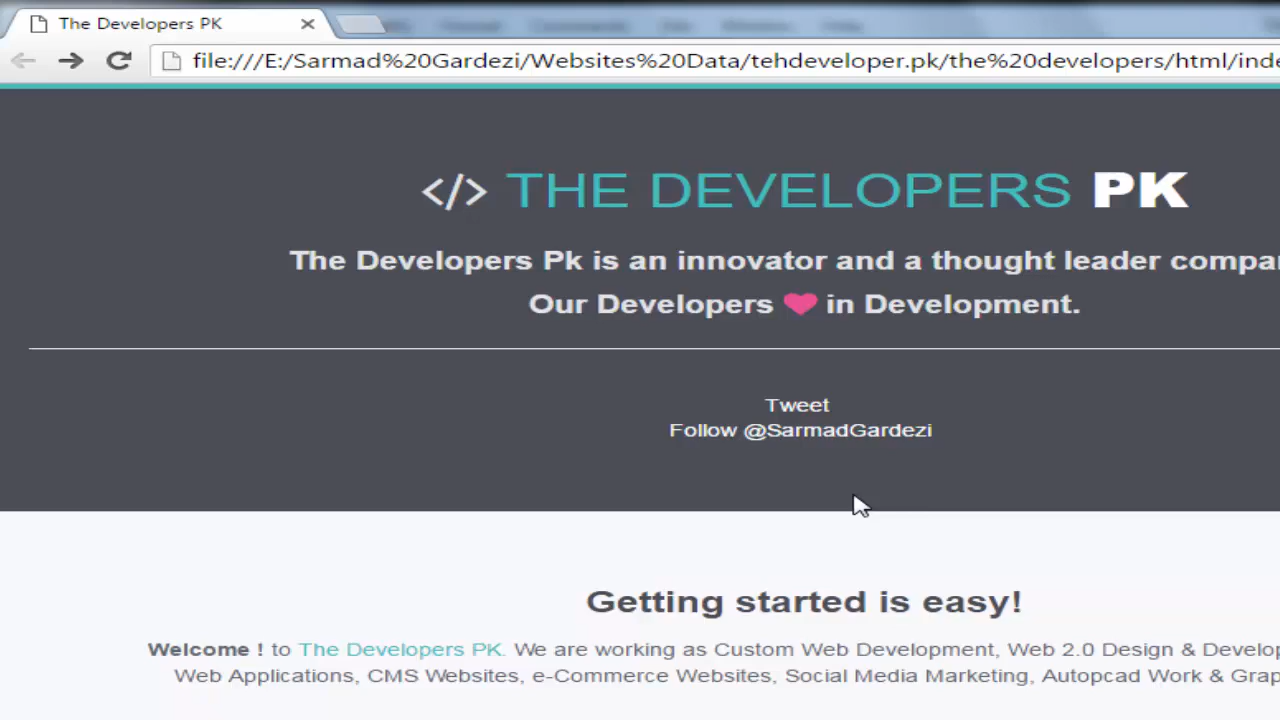 The Developers PK
file:///E:/Sarmad%20Gardezi/Websites%20Data/tehdeveloper.pk/the%20developers/html/inde
</> THE DEVELOPERS PK
The Developers Pk is an innovator and a thought leader compa
Our Developers ❤ in Development.
Tweet
Follow @SarmadGardezi
Getting started is easy!
Welcome ! to The Developers PK. We are working as Custom Web Development, Web 2.0 Design & Develo
Web Applications, CMS Websites, e-Commerce Websites, Social Media Marketing, Autopcad Work & Grap